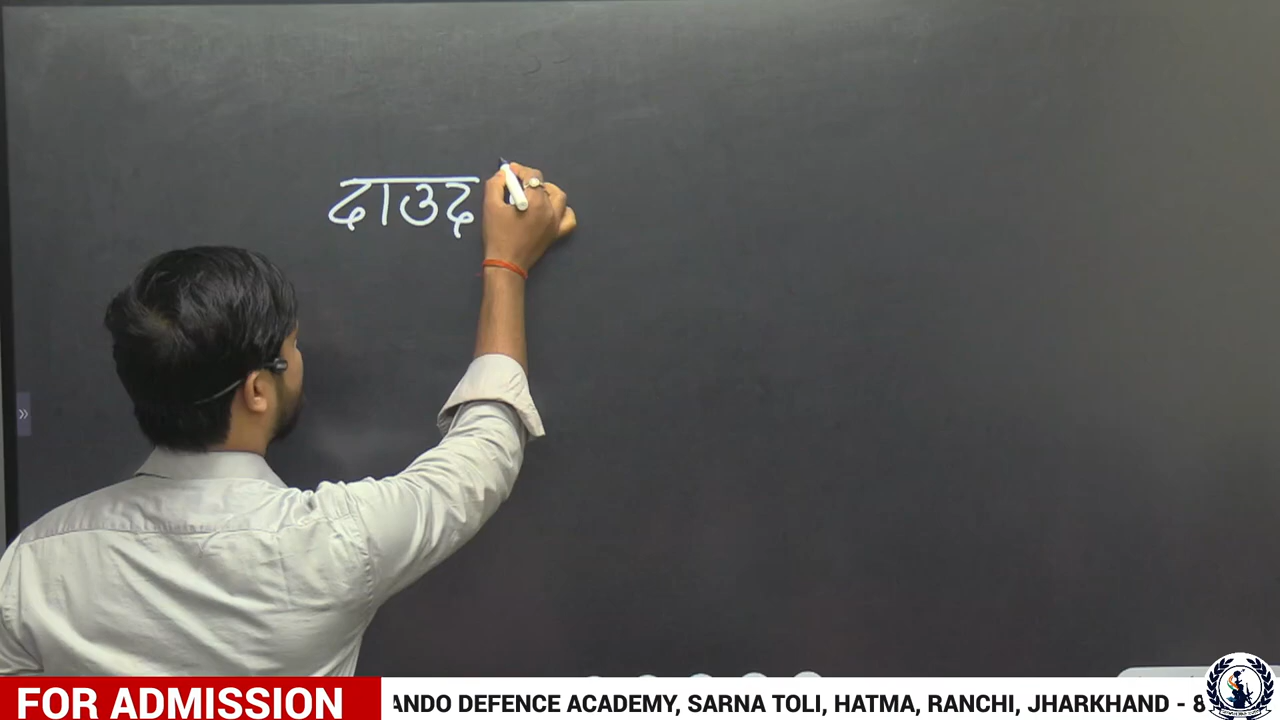 दाउद
»
FOR ADMISSION
ANDO DEFENCE ACADEMY, SARNA TOLI, HATMA, RANCHI, JHARKHAND - 8